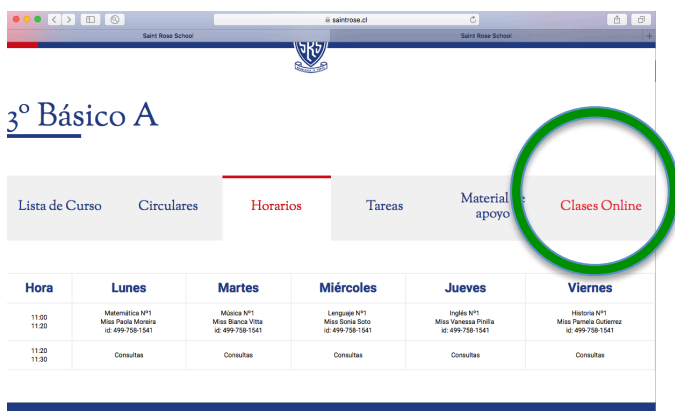 saintrose.cl
Saint Rose School
Saint Rose School
SRS
3º Básico A
Lista de Curso
Circulares
Horarios
Tareas
Material de
apoyo
Clases Online
Hora Lunes Martes Miércoles Jueves Viernes
11:00 Matemática Nº1 Música Nº1 Lenguaje Nº1 Inglés Nº1 Historia Nº1
11:20 Miss Paola Moreira Miss Bianca Vitta Miss Sonia Soto Miss Vanessa Pinilla Miss Pamela Gutierrez
id: 499-758-1541 id: 499-758-1541 id: 499-758-1541 id: 499-758-1541 id: 499-758-1541
11:20 Consultas Consultas Consultas Consultas Consultas
11:30